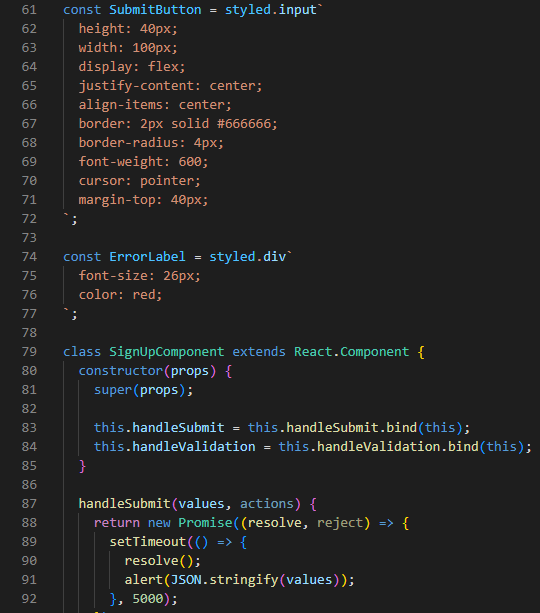 61 const SubmitButton = styled.input`
62   height: 40px;
63   width: 100px;
64   display: flex;
65   justify-content: center;
66   align-items: center;
67   border: 2px solid #666666;
68   border-radius: 4px;
69   font-weight: 600;
70   cursor: pointer;
71   margin-top: 40px;
72 `;
73
74 const ErrorLabel = styled.div`
75   font-size: 26px;
76   color: red;
77 `;
78
79 class SignUpComponent extends React.Component {
80   constructor(props) {
81     super(props);
82
83     this.handleSubmit = this.handleSubmit.bind(this);
84     this.handleValidation = this.handleValidation.bind(this);
85   }
86
87   handleSubmit(values, actions) {
88     return new Promise((resolve, reject) => {
89       setTimeout(() => {
90         resolve();
91         alert(JSON.stringify(values));
92       }, 5000);